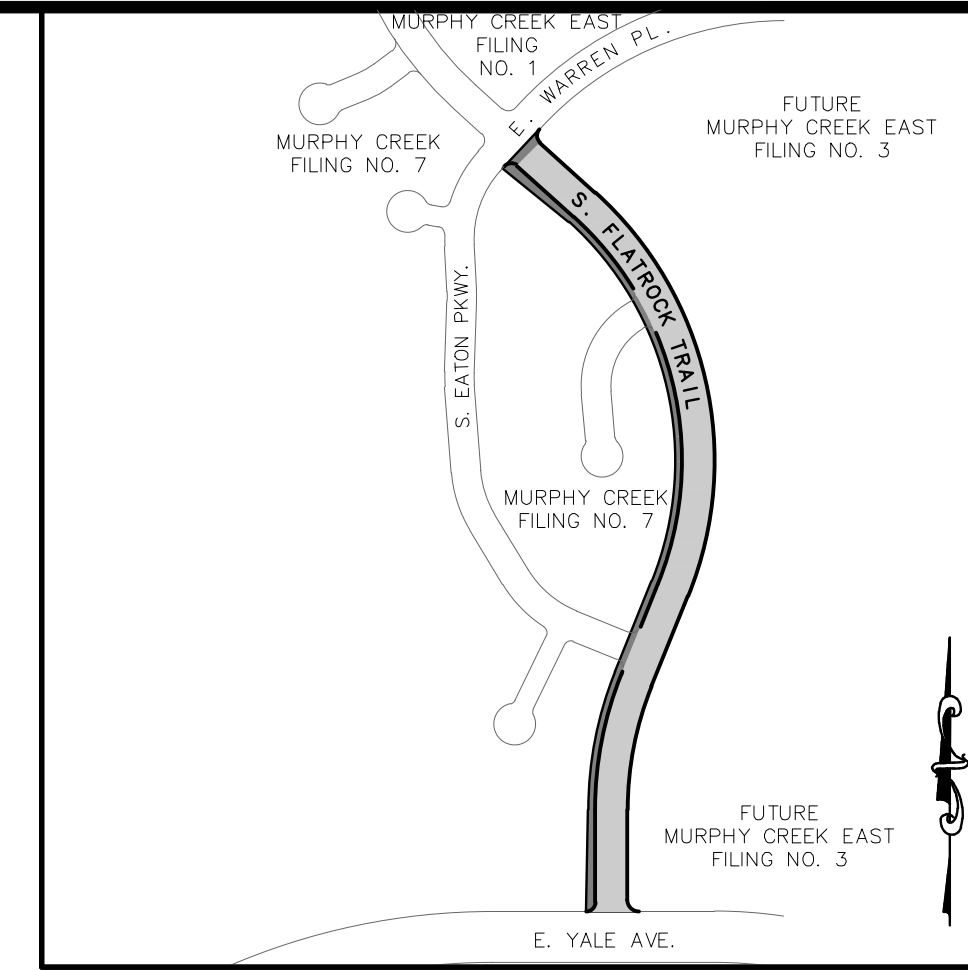 MURPHY CREEK EAST
FILING
NO. 1
E. WARREN PL.
FUTURE
MURPHY CREEK EAST
FILING NO. 3
MURPHY CREEK
FILING NO. 7
S. FLATROCK TRAIL
S. EATON PKWY.
MURPHY CREEK
FILING NO. 7
FUTURE
MURPHY CREEK EAST
FILING NO. 3
E. YALE AVE.